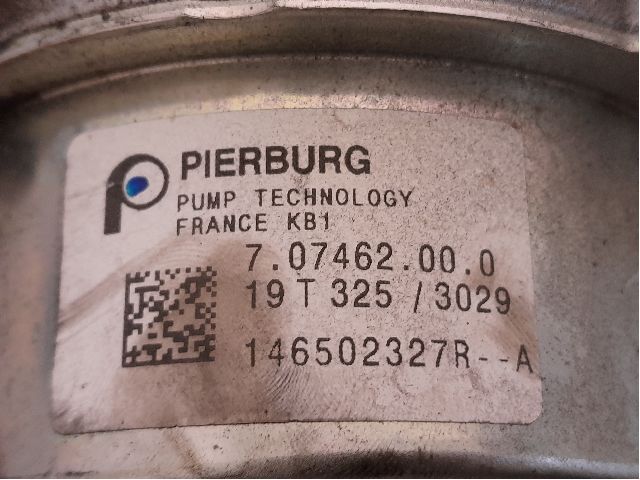 PIERBURG
PUMP TECHNOLOGY
FRANCE KB1
7.07462.00.0
19 T 325 / 3029
146502327R--A